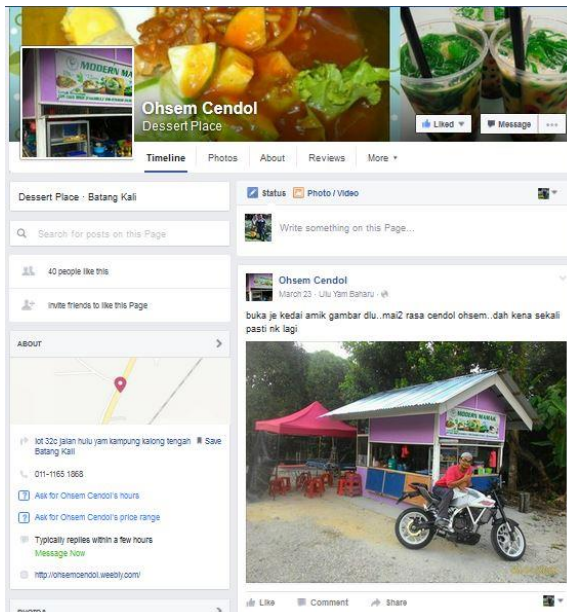 MODERN MAMAK
Ohsem Cendol
Dessert Place
Liked
Message
Timeline
Photos
About
Reviews
More
Dessert Place · Batang Kali
Search for posts on this Page
40 people like this
Invite friends to like this Page
ABOUT
lot 32c jalan hulu yam kampung kalong tengah
Batang Kali
Save
011-1165 1868
Ask for Ohsem Cendol's hours
Ask for Ohsem Cendol's price range
Typically replies within a few hours
Message Now
http://ohsemcendol.weebly.com/
PHOTOS
Status
Photo / Video
Write something on this Page...
Ohsem Cendol
March 23 · Ulu Yam Baharu ·
buka je kedai amik gambar dlu..mai2 rasa cendol ohsem..dah kena sekali
pasti nk lagi
MODERN MAMAK
Like
Comment
Share